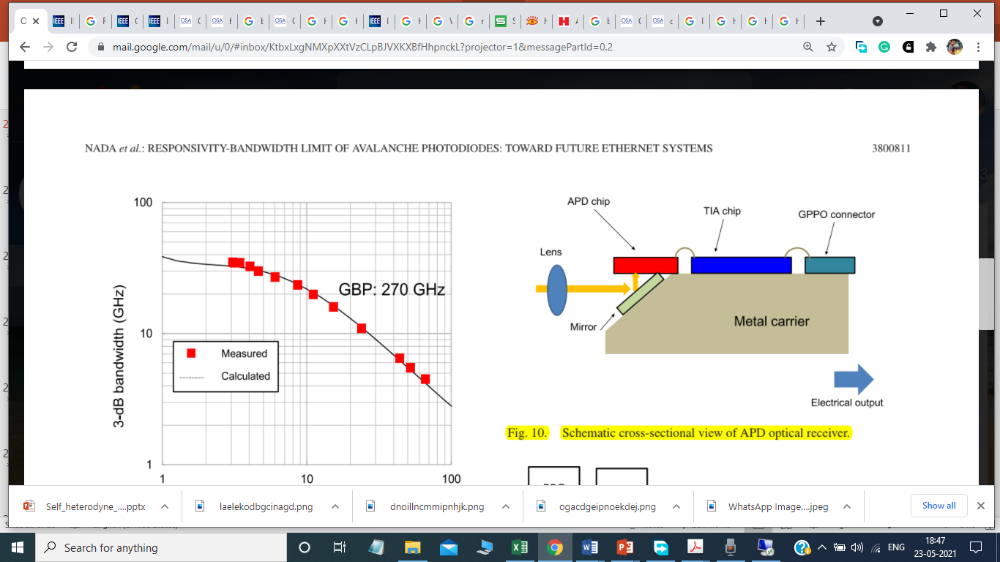 mail.google.com/mail/u/0/#inbox/KtbxLxgNMXpXXtVzCLpBJVXKXBfHhpnckL?projector=1&messagePartId=0.2
NADA et al.: RESPONSIVITY-BANDWIDTH LIMIT OF AVALANCHE PHOTODIODES: TOWARD FUTURE ETHERNET SYSTEMS
3800811
100
10
1
3-dB bandwidth (GHz)
GBP: 270 GHz
Measured
Calculated
1
10
100
APD chip
TIA chip
GPPO connector
Lens
Mirror
Metal carrier
Electrical output
Fig. 10. Schematic cross-sectional view of APD optical receiver.
Self_heterodyne_....pptx
laelekodbgcinagd.png
dnoillncmmipnhjk.png
ogacdgeipnoekdej.png
WhatsApp Image....jpeg
Show all
Search for anything
ENG
18:47
23-05-2021